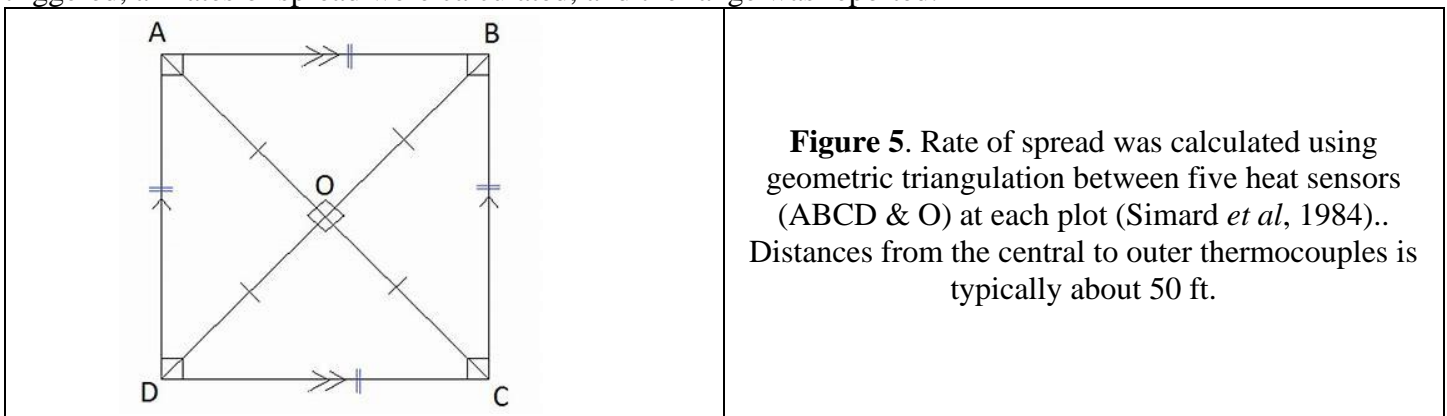 A
B
O
D
C
Figure 5. Rate of spread was calculated using
geometric triangulation between five heat sensors
(ABCD & O) at each plot (Simard et al, 1984)..
Distances from the central to outer thermocouples is
typically about 50 ft.